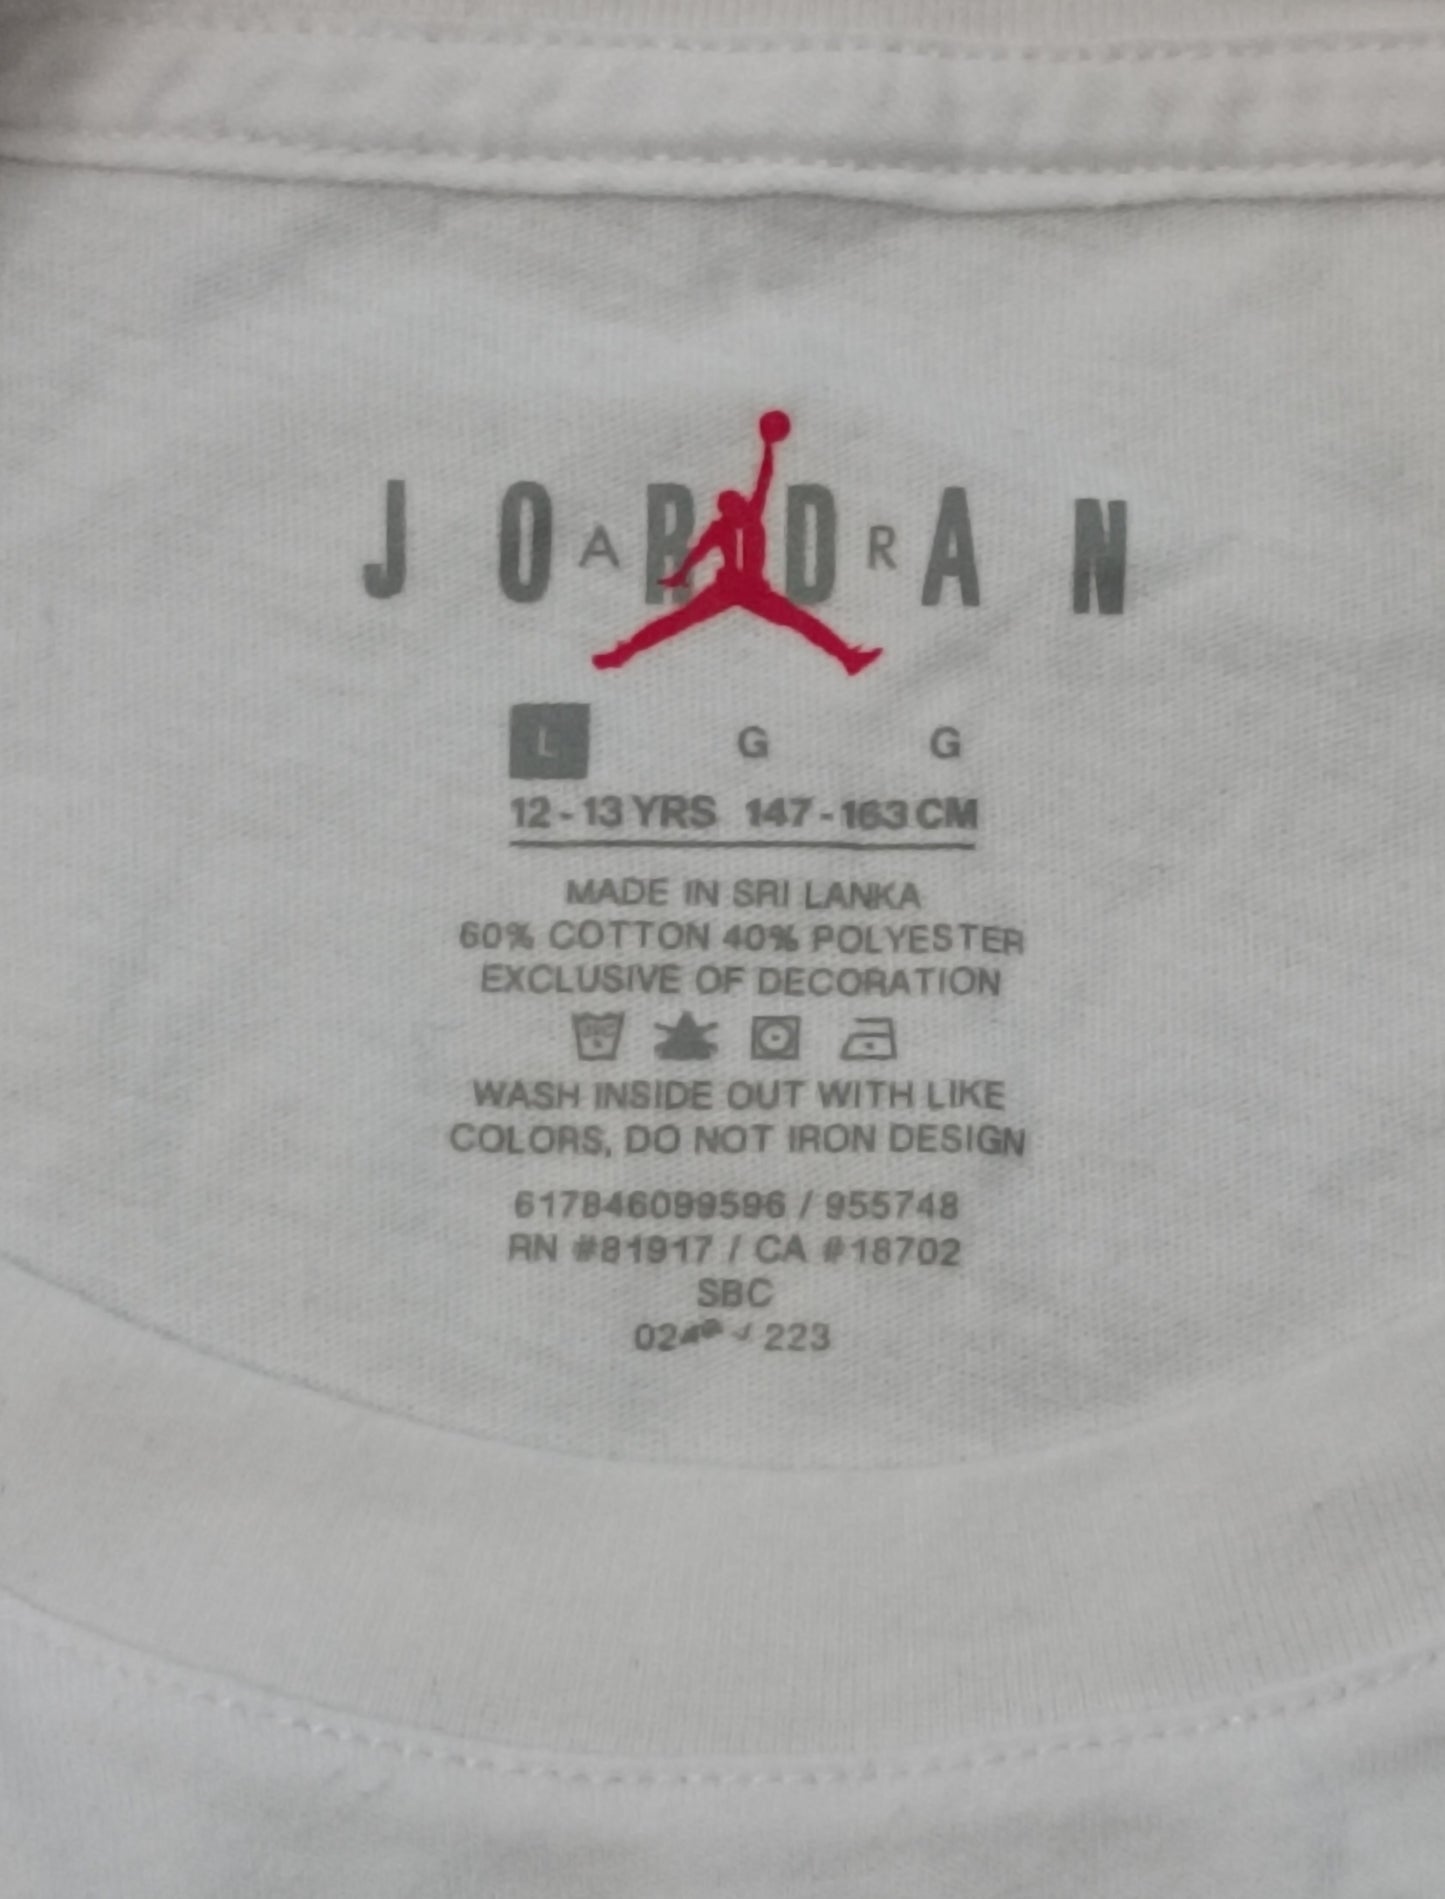 JORDAN
AIR
L G G
12-13 YRS 147-163 CM
MADE IN SRI LANKA
60% COTTON 40% POLYESTER
EXCLUSIVE OF DECORATION
WASH INSIDE OUT WITH LIKE
COLORS, DO NOT IRON DESIGN
617846099596 / 955748
RN #81917 / CA #18702
SBC
223